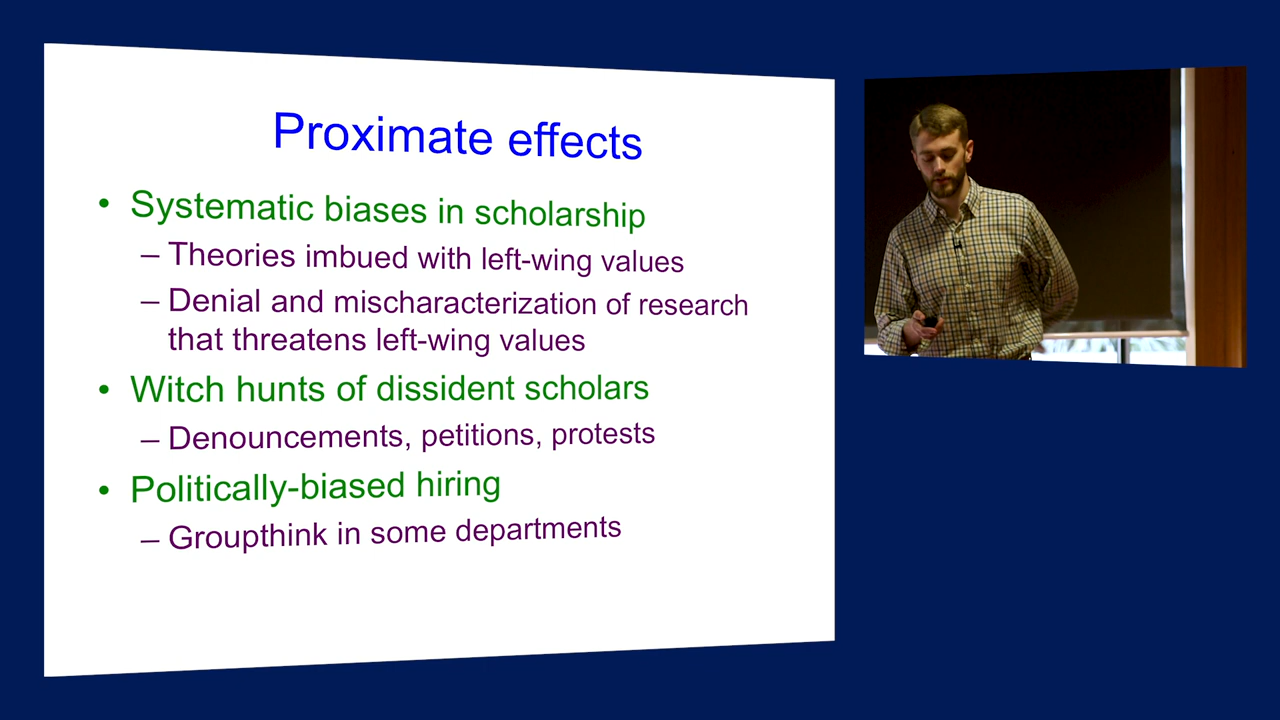 Proximate effects
• Systematic biases in scholarship
– Theories imbued with left-wing values
– Denial and mischaracterization of research
that threatens left-wing values
• Witch hunts of dissident scholars
– Denouncements, petitions, protests
• Politically-biased hiring
– Groupthink in some departments